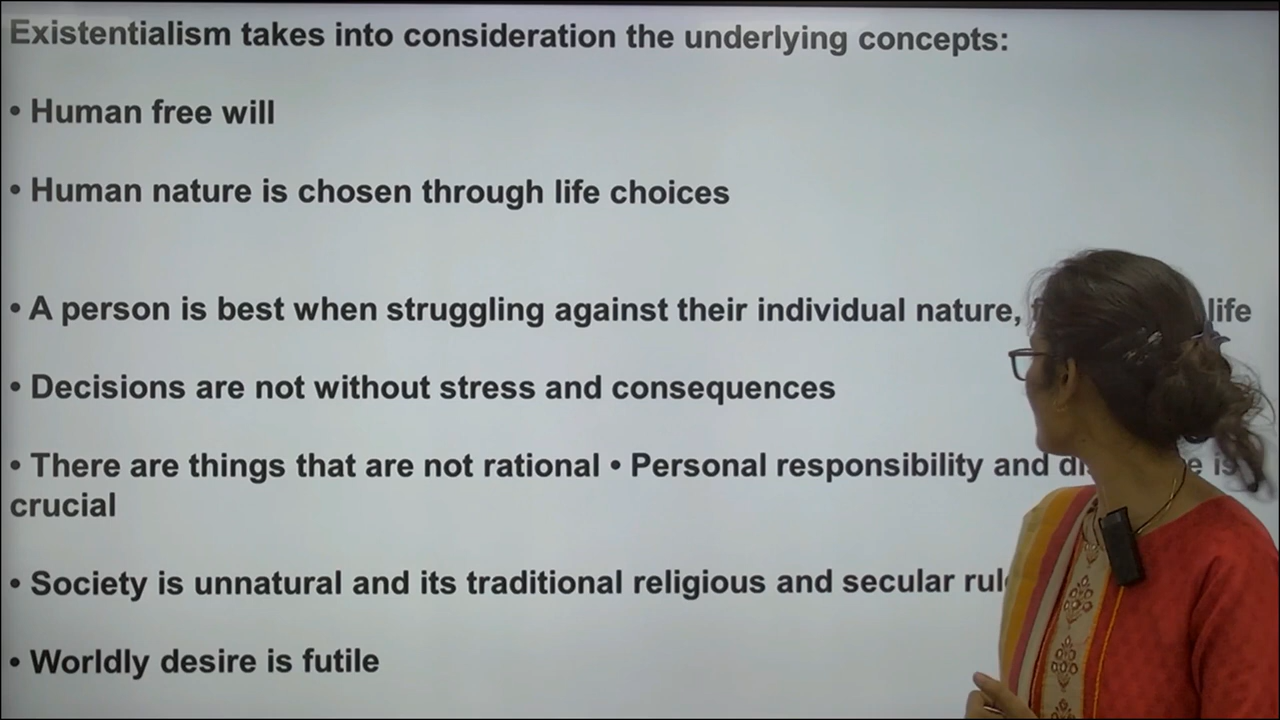 Existentialism takes into consideration the underlying concepts:
• Human free will
• Human nature is chosen through life choices
• A person is best when struggling against their individual nature, life
• Decisions are not without stress and consequences
• There are things that are not rational • Personal responsibility and is
crucial
• Society is unnatural and its traditional religious and secular
• Worldly desire is futile